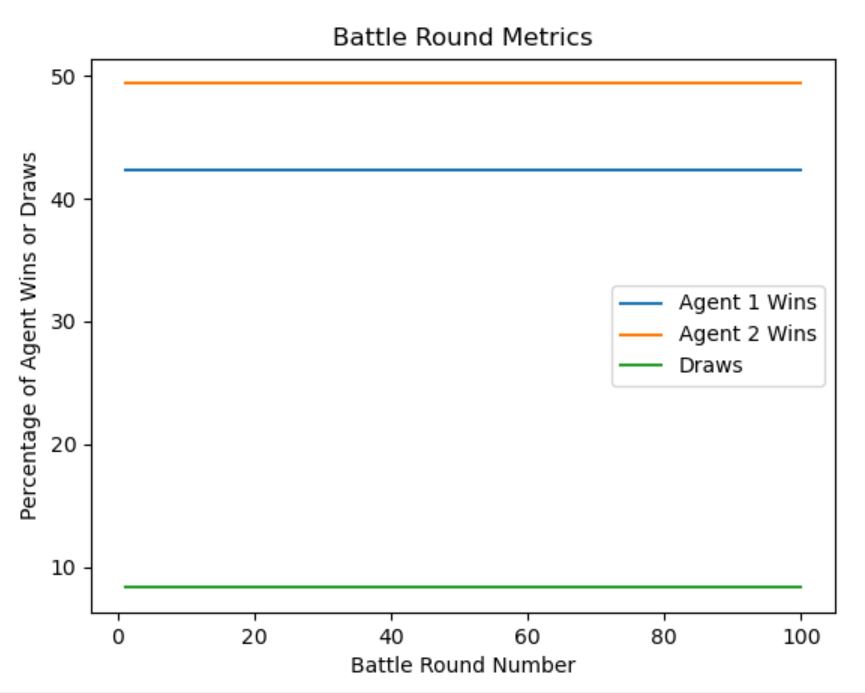 Battle Round Metrics
Percentage of Agent Wins or Draws
50
40
30
20
10
Agent 1 Wins
Agent 2 Wins
Draws
0 20 40 60 80 100
Battle Round Number